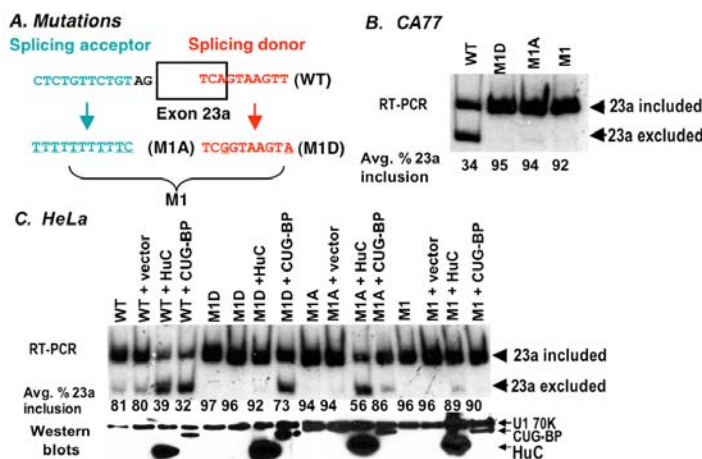 A. Mutations
Splicing acceptor Splicing donor
CTCTGTTCTGTAG TCAGTAAGTT (WT)
Exon 23a
TTTTTTTTTTC (M1A) TCGGTAAGTA (M1D)
M1
B. CA77
WT M1D M1A M1
RT-PCR
23a included
23a excluded
Avg. % 23a inclusion
34 95 94 92
C. HeLa
WT WT + vector WT + HuC WT + CUG-BP M1D M1D M1D +HuC M1D + CUG-BP M1A M1A + vector M1A + HuC M1A + CUG-BP M1 M1 + vector M1 + HuC M1 + CUG-BP
RT-PCR
23a included
23a excluded
Avg. % 23a inclusion
81 80 39 32 97 96 92 73 94 94 56 86 96 96 89 90
Western blots
U1 70K
CUG-BP
HuC